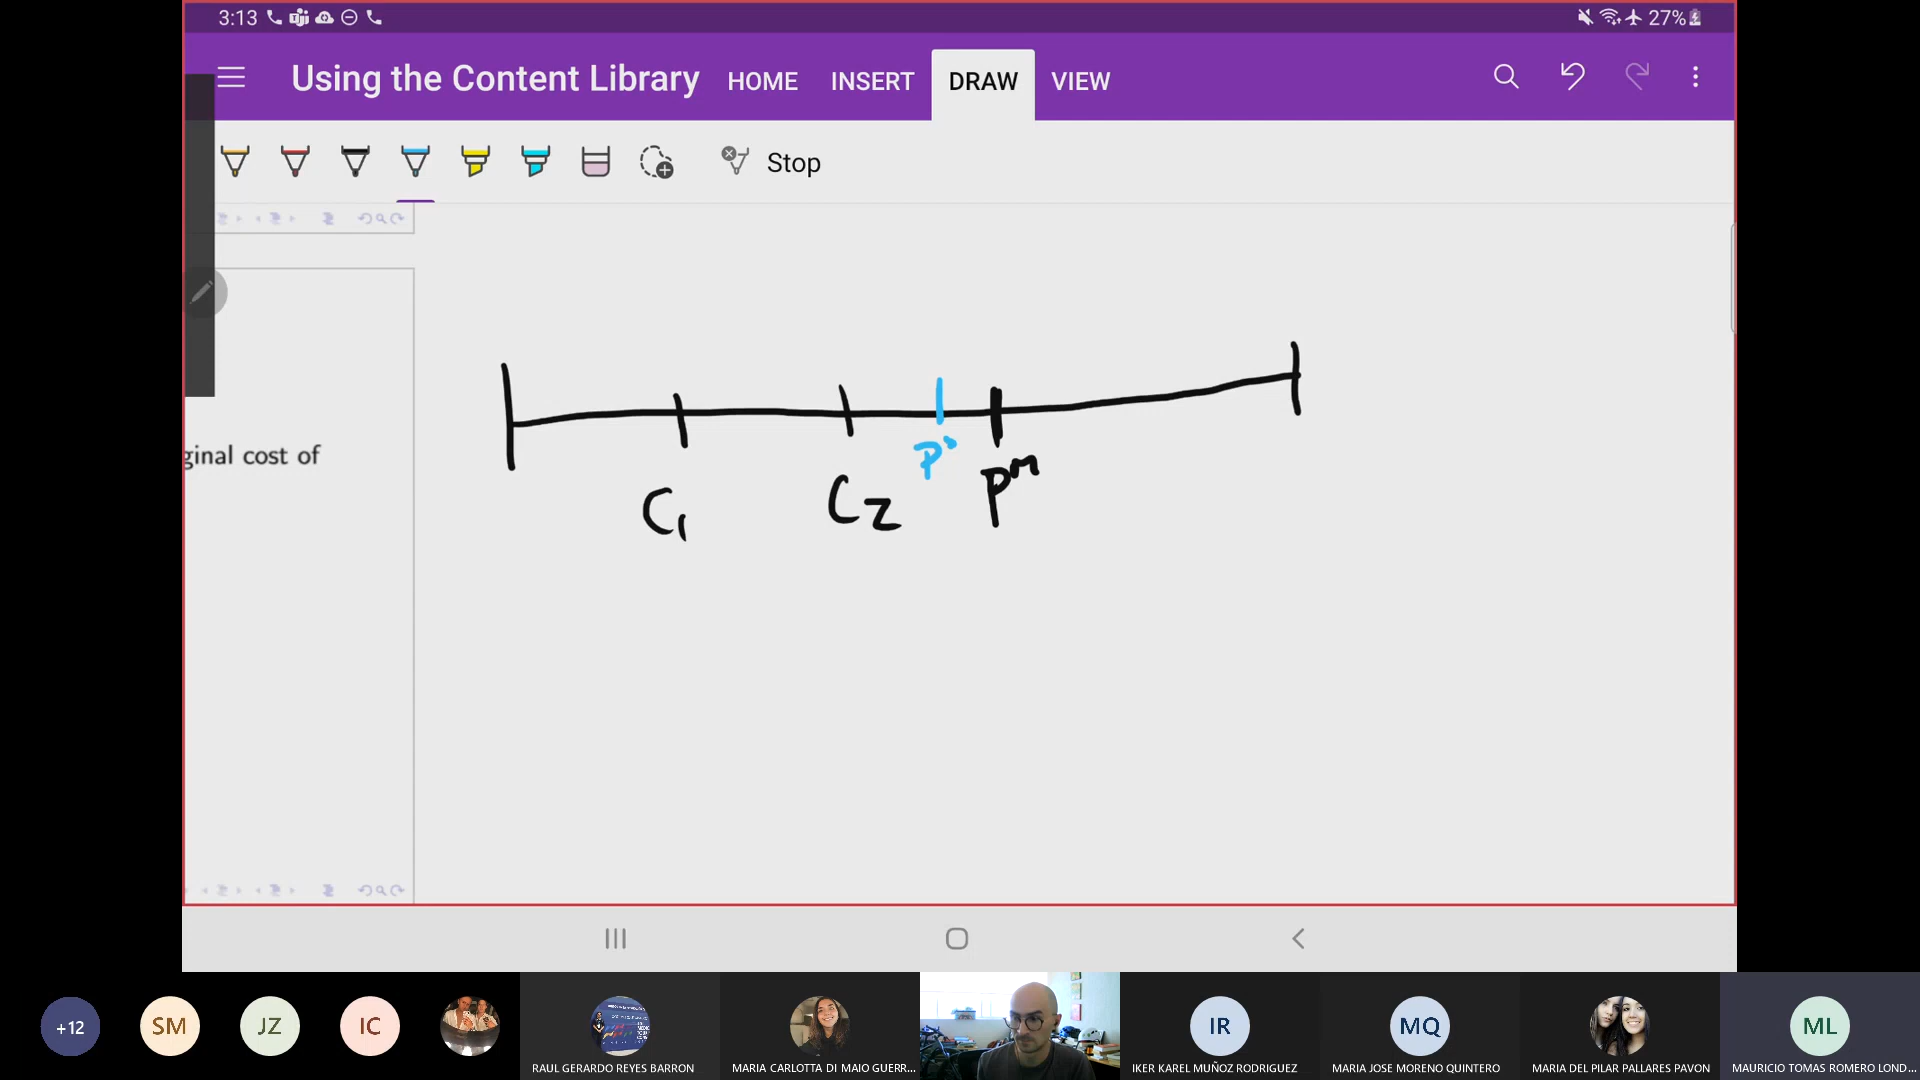 3:13 27%
Using the Content Library HOME INSERT DRAW VIEW
Stop
ginal cost of
C1 C2 P' PM
+12 SM JZ IC IR MQ ML
RAUL GERARDO REYES BARRON MARIA CARLOTTA DI MAIO GUERR... IKER KAREL MUÑOZ RODRIGUEZ MARIA JOSE MORENO QUINTERO MARIA DEL PILAR PALLARES PAVON MAURICIO TOMAS ROMERO LOND...